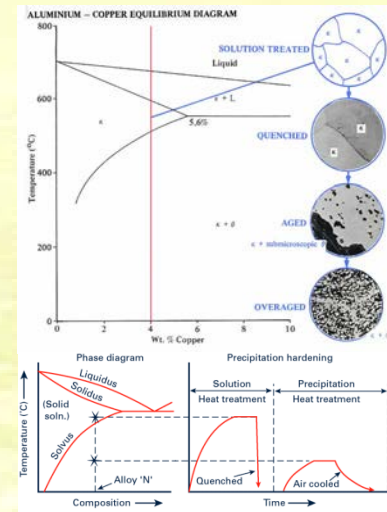 ALUMINIUM – COPPER EQUILIBRIUM DIAGRAM
800
SOLUTION TREATED
κ
κ
κ
κ
Liquid
κ + L
600
5,6%
QUENCHED
κ
κ
κ
Temperature (°C)
400
AGED
κ + submicroscopic
200
κ + θ
OVERAGED
0
0
2
4
6
8
10
Wt. % Copper
Phase diagram
Precipitation hardening
Liquidus
Solidus
(Solid
soln.)
Solvus
Solution
Heat treatment
Precipitation
Heat treatment
Temperature (°C)
Alloy 'N'
Quenched
Air cooled
Composition
Time